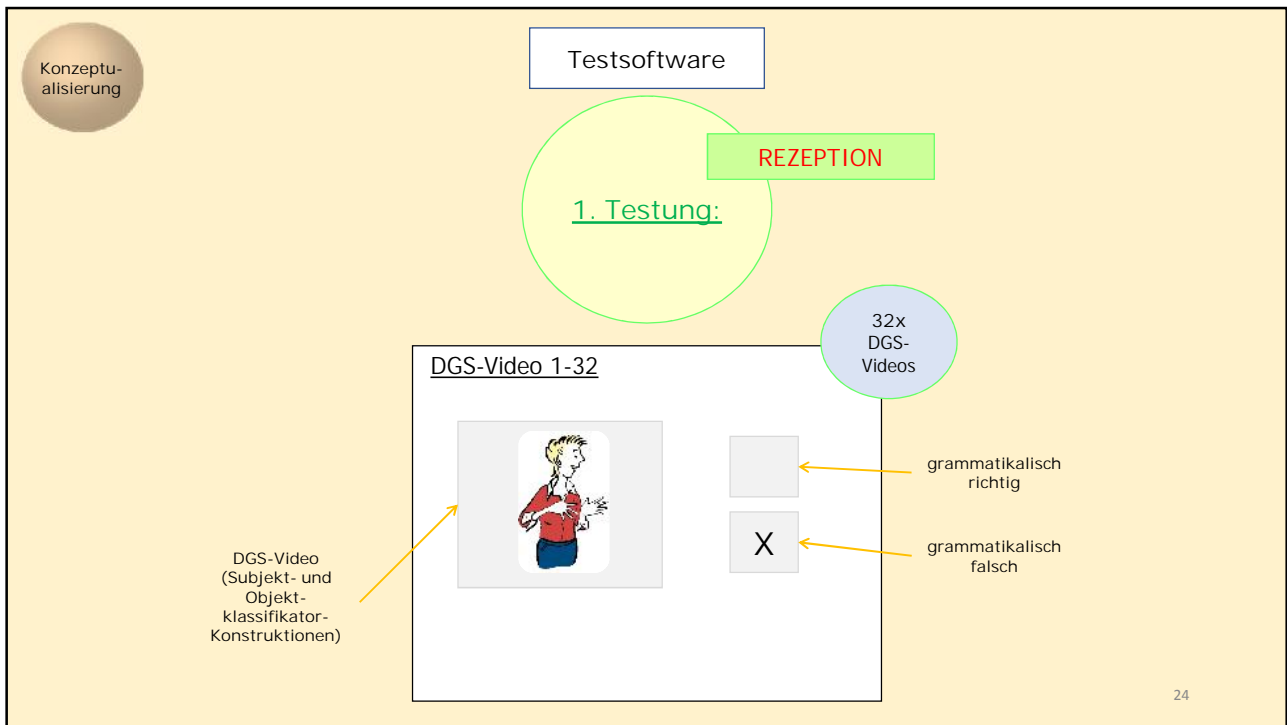 Konzeptu-
alisierung
Testsoftware
REZEPTION
1. Testung:
32x
DGS-
Videos
DGS-Video 1-32
grammatikalisch
richtig
X
grammatikalisch
falsch
DGS-Video
(Subjekt- und
Objekt-
klassifikator-
Konstruktionen)
24